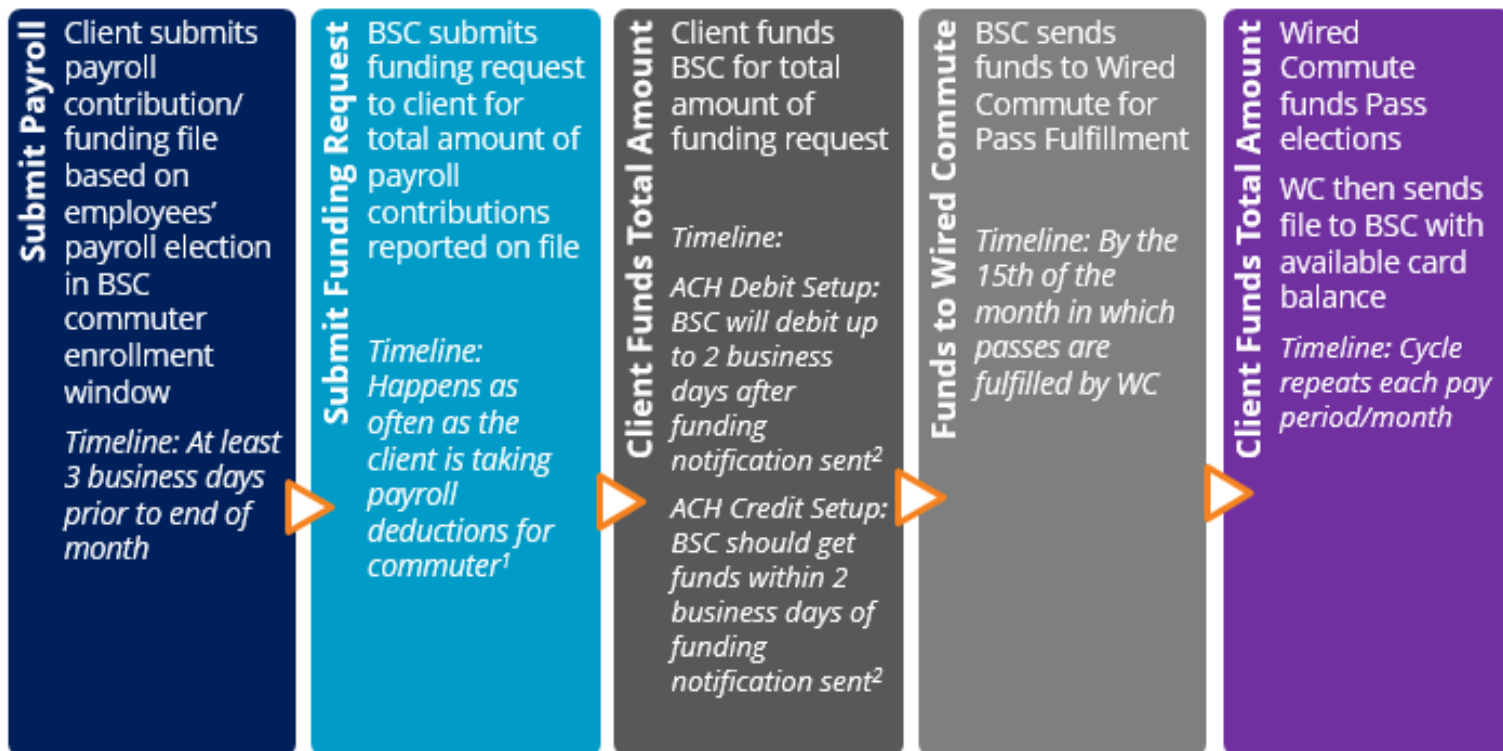 Submit Payroll
Client submits
payroll
contribution/
funding file
based on
employees’
payroll election
in BSC
commuter
enrollment
window
Timeline: At least
3 business days
prior to end of
month
Submit Funding Request
BSC submits
funding request
to client for
total amount of
payroll
contributions
reported on file
Timeline:
Happens as
often as the
client is taking
payroll
deductions for
commuter¹
Client Funds Total Amount
Client funds
BSC for total
amount of
funding request
Timeline:
ACH Debit Setup:
BSC will debit up
to 2 business
days after
funding
notification sent²
ACH Credit Setup:
BSC should get
funds within 2
business days of
funding
notification sent²
Funds to Wired Commute
BSC sends
funds to Wired
Commute for
Pass Fulfillment
Timeline: By the
15th of the
month in which
passes are
fulfilled by WC
Client Funds Total Amount
Wired
Commute
funds Pass
elections
WC then sends
file to BSC with
available card
balance
Timeline: Cycle
repeats each pay
period/month